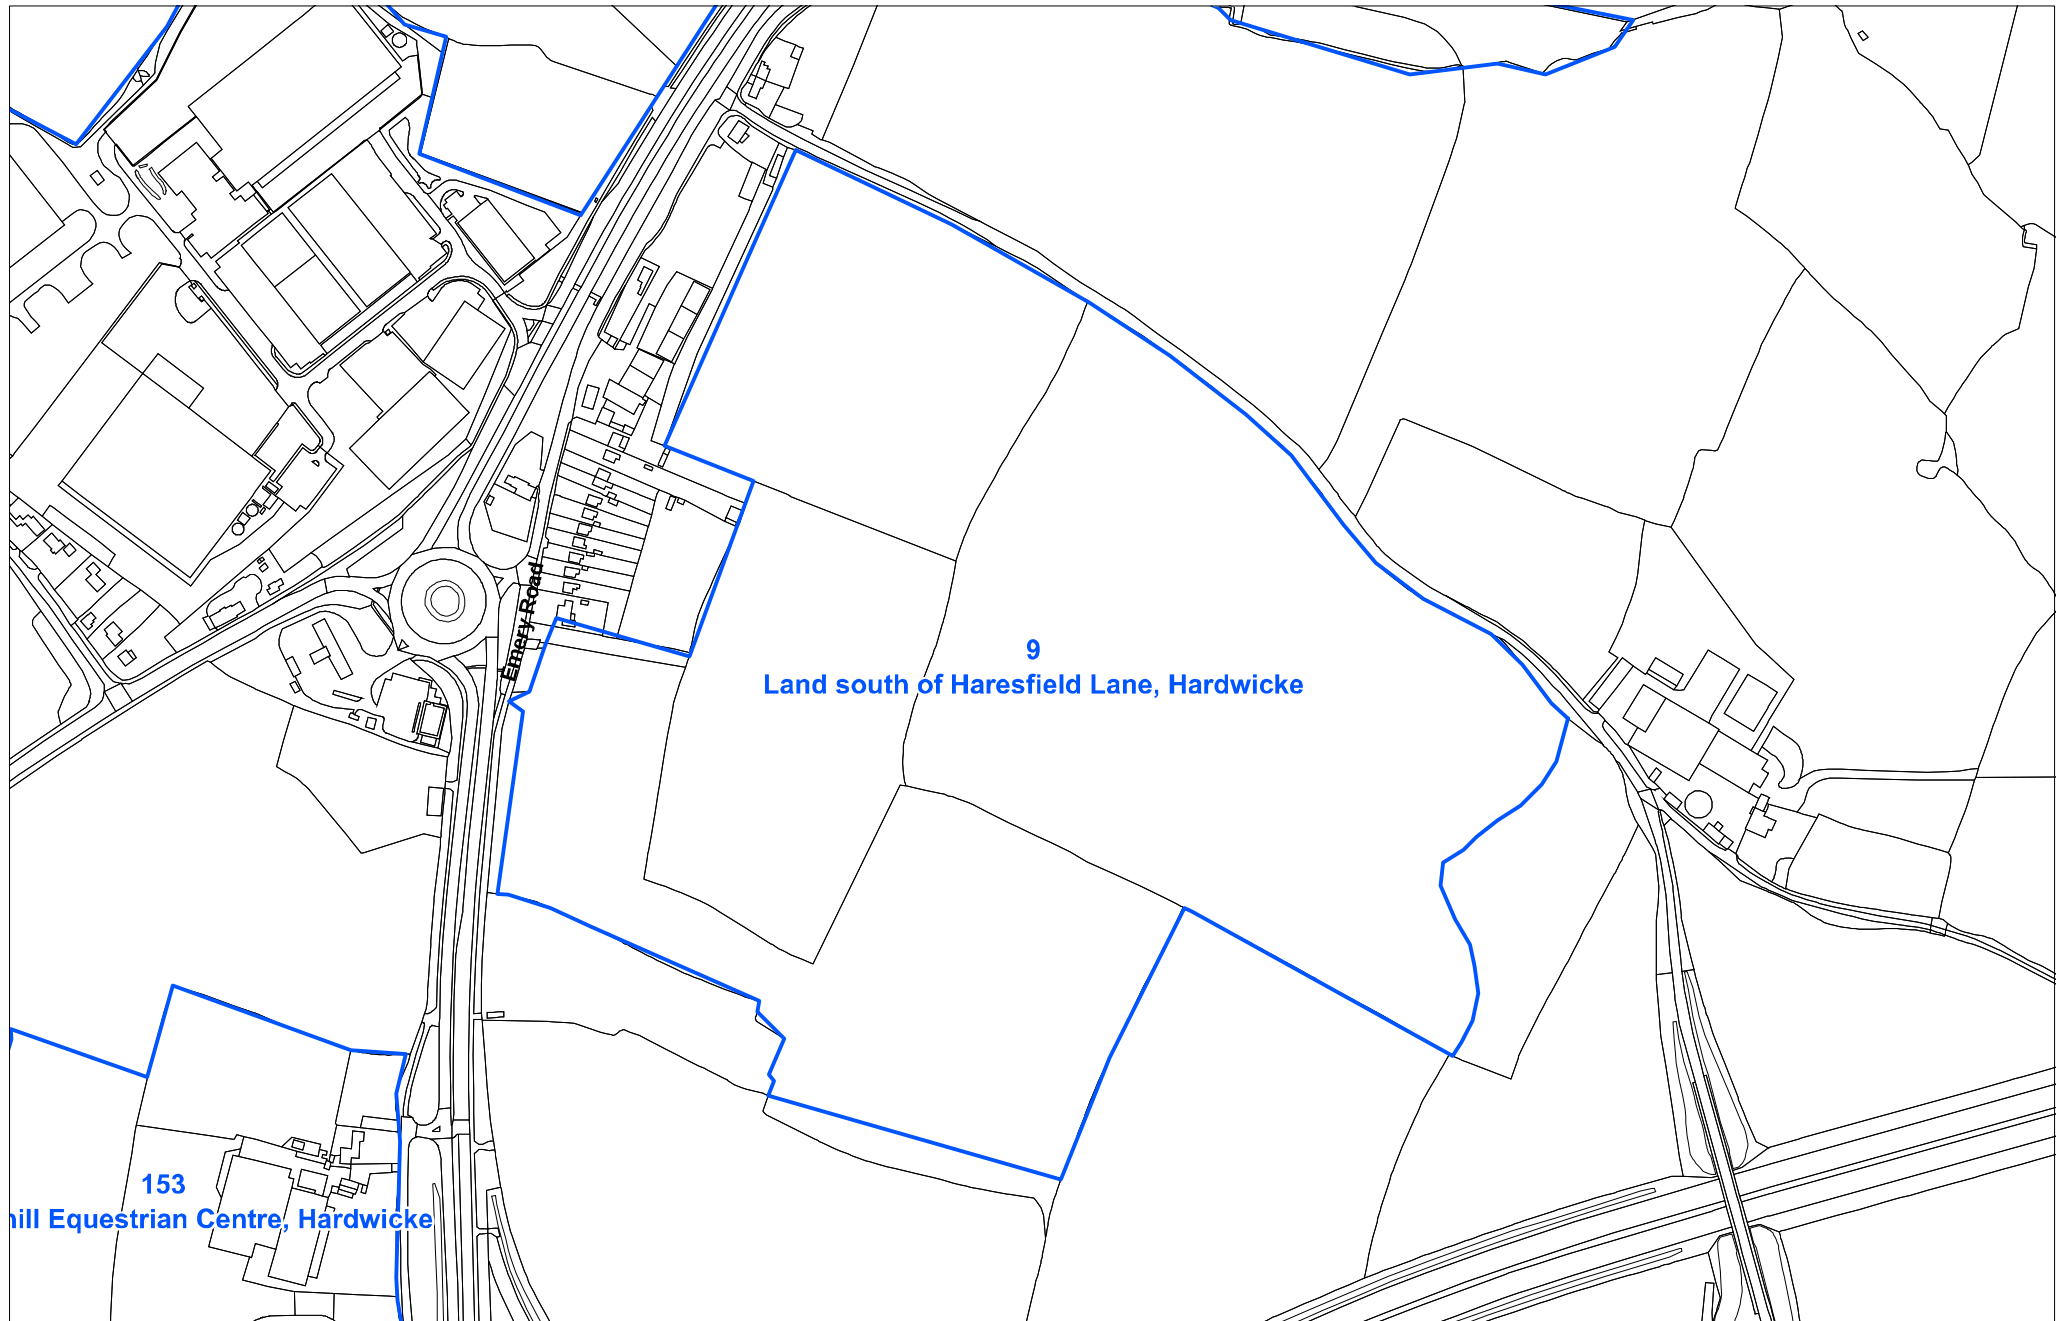 Emery Road
9
Land south of Haresfield Lane, Hardwicke
153
hill Equestrian Centre, Hardwicke